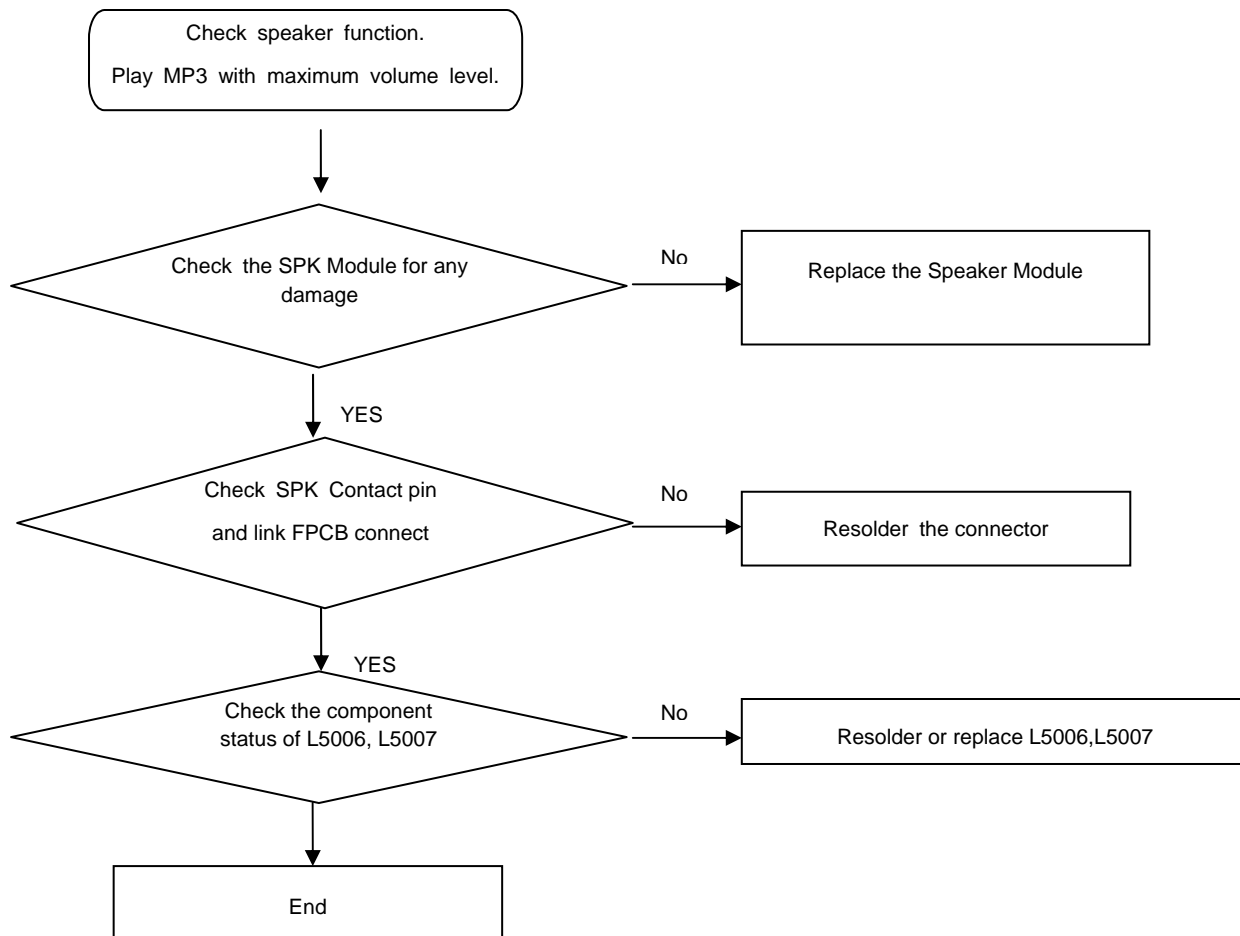 Check speaker function.
Play MP3 with maximum volume level.
Check the SPK Module for any
damage
No
Replace the Speaker Module
YES
Check SPK Contact pin
and link FPCB connect
No
Resolder the connector
YES
Check the component
status of L5006, L5007
No
Resolder or replace L5006,L5007
End